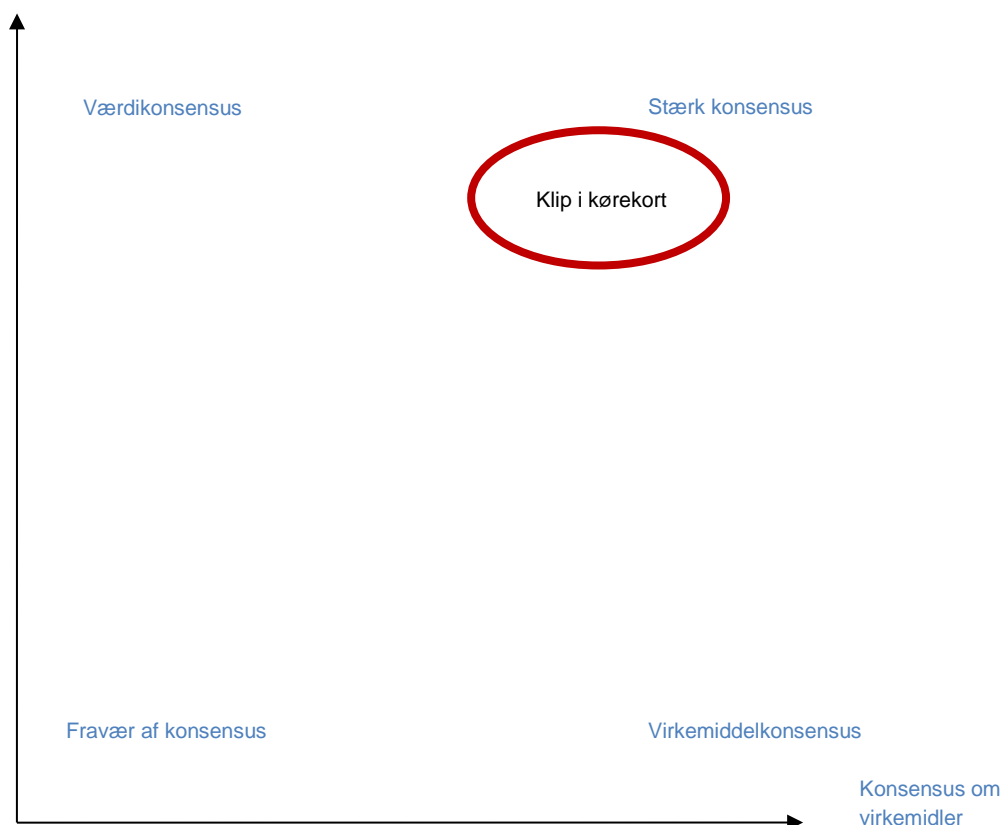 Værdikonsensus
Stærk konsensus
Klip i kørekort
Fravær af konsensus
Virkemiddelkonsensus
Konsensus om
virkemidler